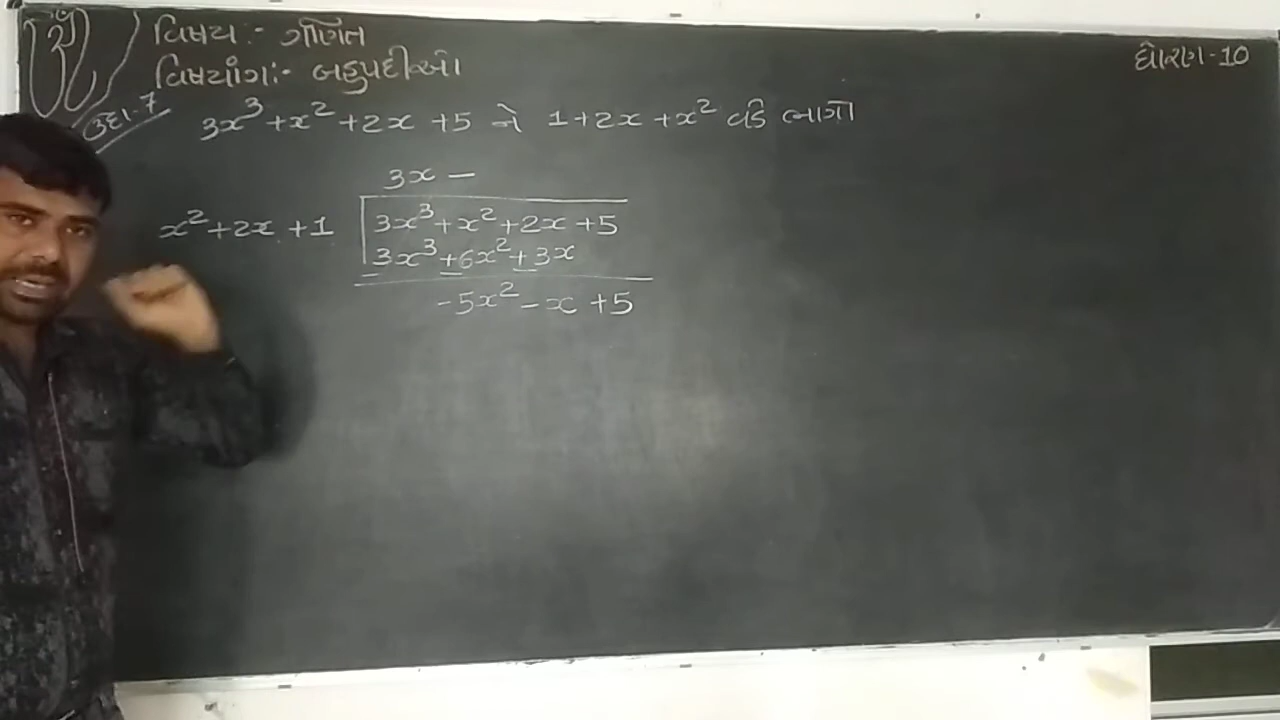 વિષય :- ગણિત
વિષયાંગ :- બહુપદીઓ
ધોરણ-10
ઉદા.-7
3x³+x²+2x+5 ને 1+2x+x² વડે ભાગો
3x −
x²+2x+1
3x³+x²+2x+5
3x³+6x²+3x
− − −
-5x²-x+5